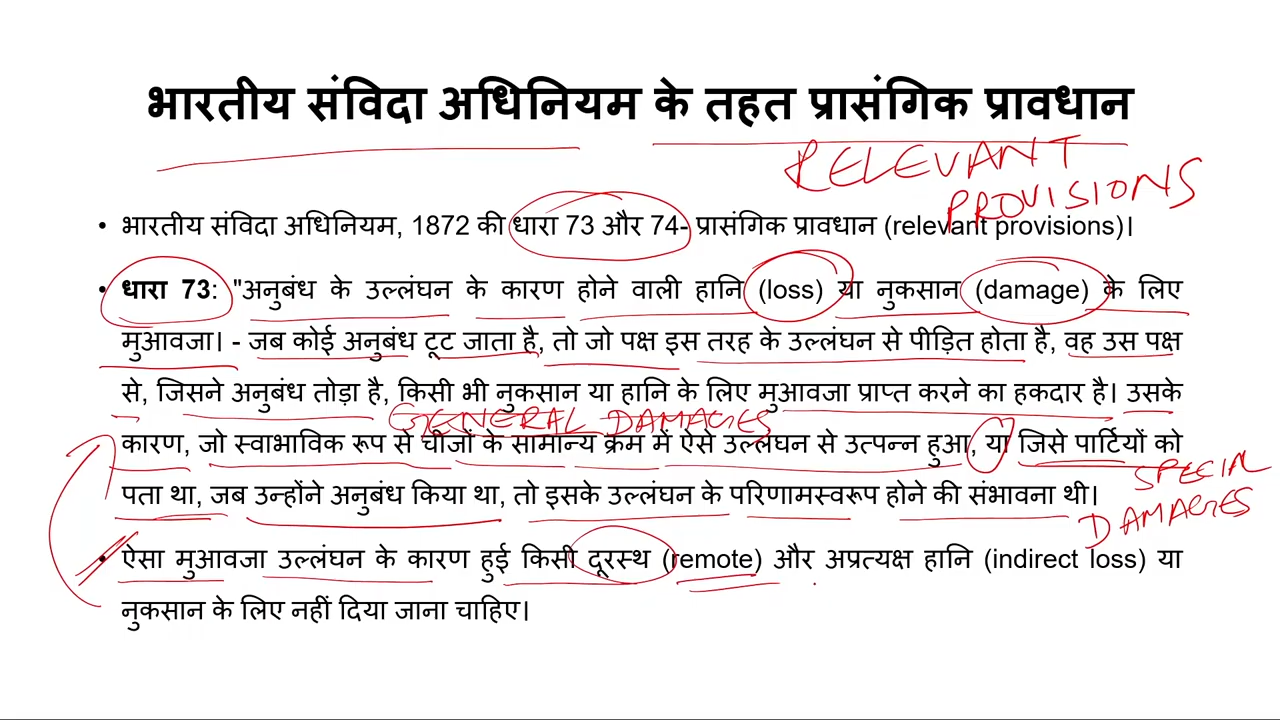 भारतीय संविदा अधिनियम के तहत प्रासंगिक प्रावधान
RELEVANT
PROVISIONS
• भारतीय संविदा अधिनियम, 1872 की धारा 73 और 74- प्रासंगिक प्रावधान (relevant provisions)।
• धारा 73: "अनुबंध के उल्लंघन के कारण होने वाली हानि (loss) या नुकसान (damage) के लिए
मुआवजा। - जब कोई अनुबंध टूट जाता है, तो जो पक्ष इस तरह के उल्लंघन से पीड़ित होता है, वह उस पक्ष
से, जिसने अनुबंध तोड़ा है, किसी भी नुकसान या हानि के लिए मुआवजा प्राप्त करने का हकदार है। उसके
GENERAL DAMAGES
कारण, जो स्वाभाविक रूप से चीजों के सामान्य क्रम में ऐसे उल्लंघन से उत्पन्न हुआ, या जिसे पार्टियों को
SPECIAL
पता था, जब उन्होंने अनुबंध किया था, तो इसके उल्लंघन के परिणामस्वरूप होने की संभावना थी।
DAMAGES
• ऐसा मुआवजा उल्लंघन के कारण हुई किसी दूरस्थ (remote) और अप्रत्यक्ष हानि (indirect loss) या
नुकसान के लिए नहीं दिया जाना चाहिए।